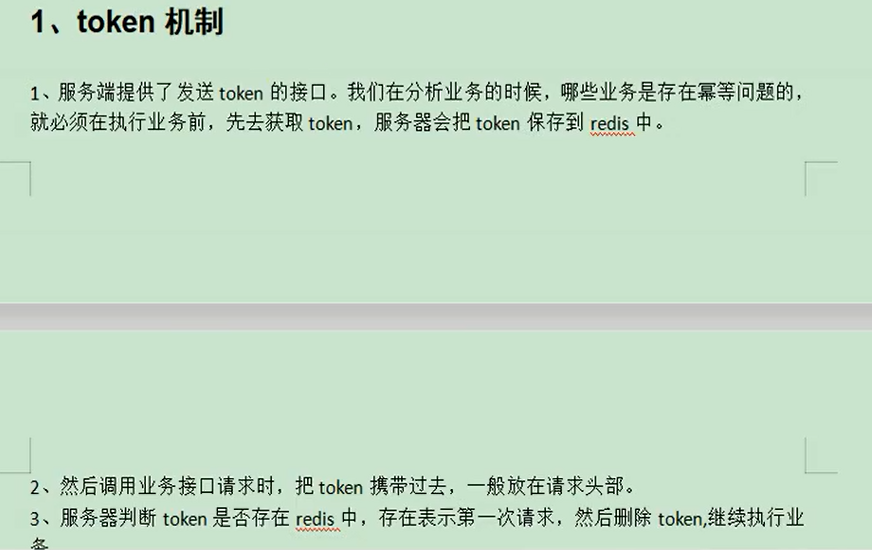 1、token 机制
1、服务端提供了发送 token 的接口。我们在分析业务的时候，哪些业务是存在幂等问题的，
就必须在执行业务前，先去获取 token，服务器会把 token 保存到 redis 中。
2、然后调用业务接口请求时，把 token 携带过去，一般放在请求头部。
3、服务器判断 token 是否存在 redis 中，存在表示第一次请求，然后删除 token,继续执行业
务